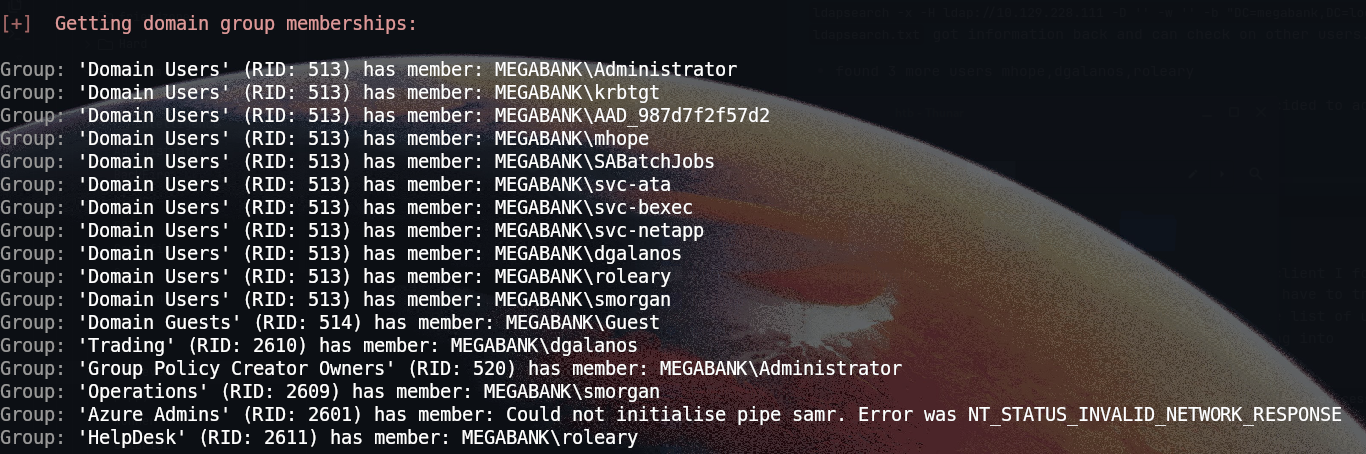 [+]  Getting domain group memberships:
Group: 'Domain Users' (RID: 513) has member: MEGABANK\Administrator
Group: 'Domain Users' (RID: 513) has member: MEGABANK\krbtgt
Group: 'Domain Users' (RID: 513) has member: MEGABANK\AAD_987d7f2f57d2
Group: 'Domain Users' (RID: 513) has member: MEGABANK\mhope
Group: 'Domain Users' (RID: 513) has member: MEGABANK\SABatchJobs
Group: 'Domain Users' (RID: 513) has member: MEGABANK\svc-ata
Group: 'Domain Users' (RID: 513) has member: MEGABANK\svc-bexec
Group: 'Domain Users' (RID: 513) has member: MEGABANK\svc-netapp
Group: 'Domain Users' (RID: 513) has member: MEGABANK\dgalanos
Group: 'Domain Users' (RID: 513) has member: MEGABANK\roleary
Group: 'Domain Users' (RID: 513) has member: MEGABANK\smorgan
Group: 'Domain Guests' (RID: 514) has member: MEGABANK\Guest
Group: 'Trading' (RID: 2610) has member: MEGABANK\dgalanos
Group: 'Group Policy Creator Owners' (RID: 520) has member: MEGABANK\Administrator
Group: 'Operations' (RID: 2609) has member: MEGABANK\smorgan
Group: 'Azure Admins' (RID: 2601) has member: Could not initialise pipe samr. Error was NT_STATUS_INVALID_NETWORK_RESPONSE
Group: 'HelpDesk' (RID: 2611) has member: MEGABANK\roleary